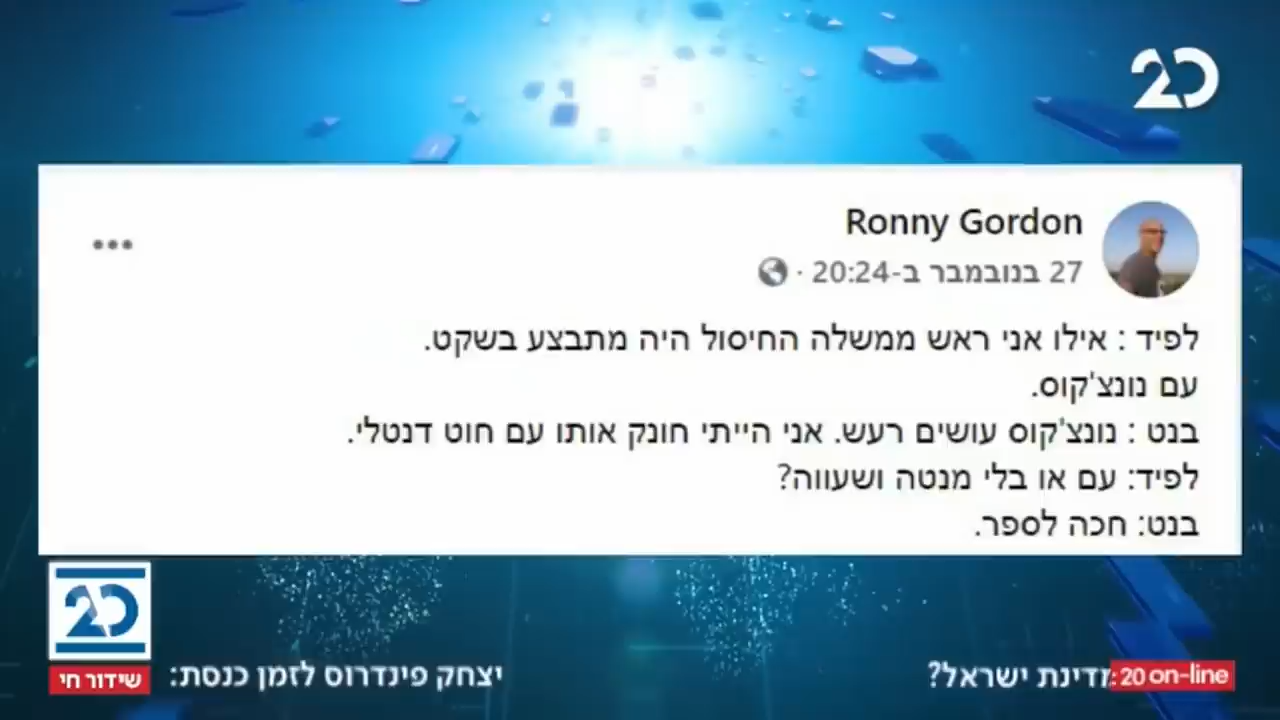 20
Ronny Gordon
27 בנובמבר ב-20:24 ·
לפיד : אילו אני ראש ממשלה החיסול היה מתבצע בשקט.
עם נונצ'קוס.
בנט : נונצ'קוס עושים רעש. אני הייתי חונק אותו עם חוט דנטלי.
לפיד: עם או בלי מנטה ושעווה?
בנט: חכה לספר.
20
שידור חי
20 on-line
מדינת ישראל?
יצחק פינדרוס לזמן כנסת: